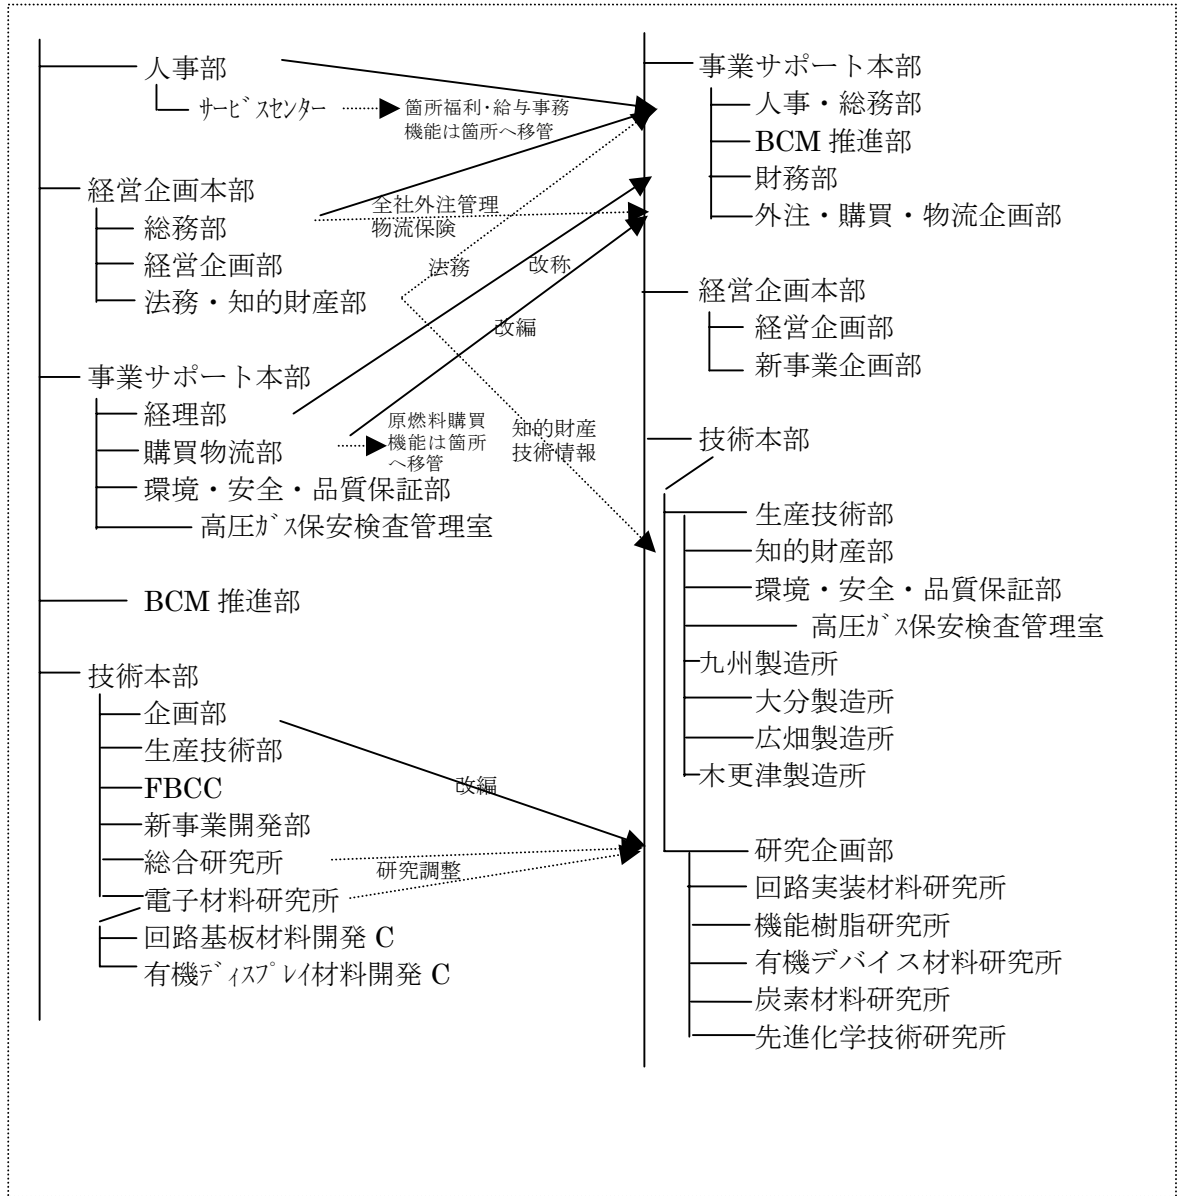 人事部
ｻｰﾋﾞｽｾﾝﾀｰ
箇所福利・給与事務
機能は箇所へ移管
経営企画本部
総務部
経営企画部
法務・知的財産部
全社外注管理
物流保険
法務
改称
改編
事業サポート本部
経理部
購買物流部
環境・安全・品質保証部
高圧ｶﾞｽ保安検査管理室
原燃料購買
機能は箇所
へ移管
知的財産
技術情報
BCM 推進部
技術本部
企画部
生産技術部
FBCC
新事業開発部
総合研究所
電子材料研究所
回路基板材料開発 C
有機ﾃﾞｨｽﾌﾟﾚｲ材料開発 C
改編
研究調整
事業サポート本部
人事・総務部
BCM 推進部
財務部
外注・購買・物流企画部
経営企画本部
経営企画部
新事業企画部
技術本部
生産技術部
知的財産部
環境・安全・品質保証部
高圧ｶﾞｽ保安検査管理室
九州製造所
大分製造所
広畑製造所
木更津製造所
研究企画部
回路実装材料研究所
機能樹脂研究所
有機デバイス材料研究所
炭素材料研究所
先進化学技術研究所